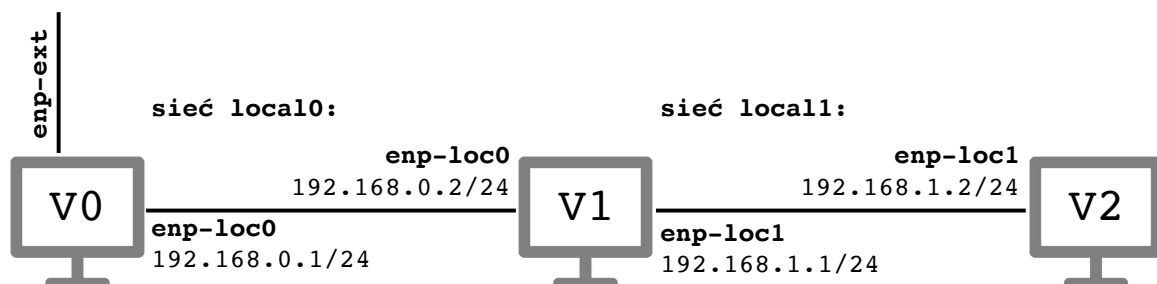 enp-ext
sieć local0:
sieć local1:
enp-loc0
192.168.0.2/24
enp-loc1
192.168.1.2/24
V0
V1
V2
enp-loc0
192.168.0.1/24
enp-loc1
192.168.1.1/24